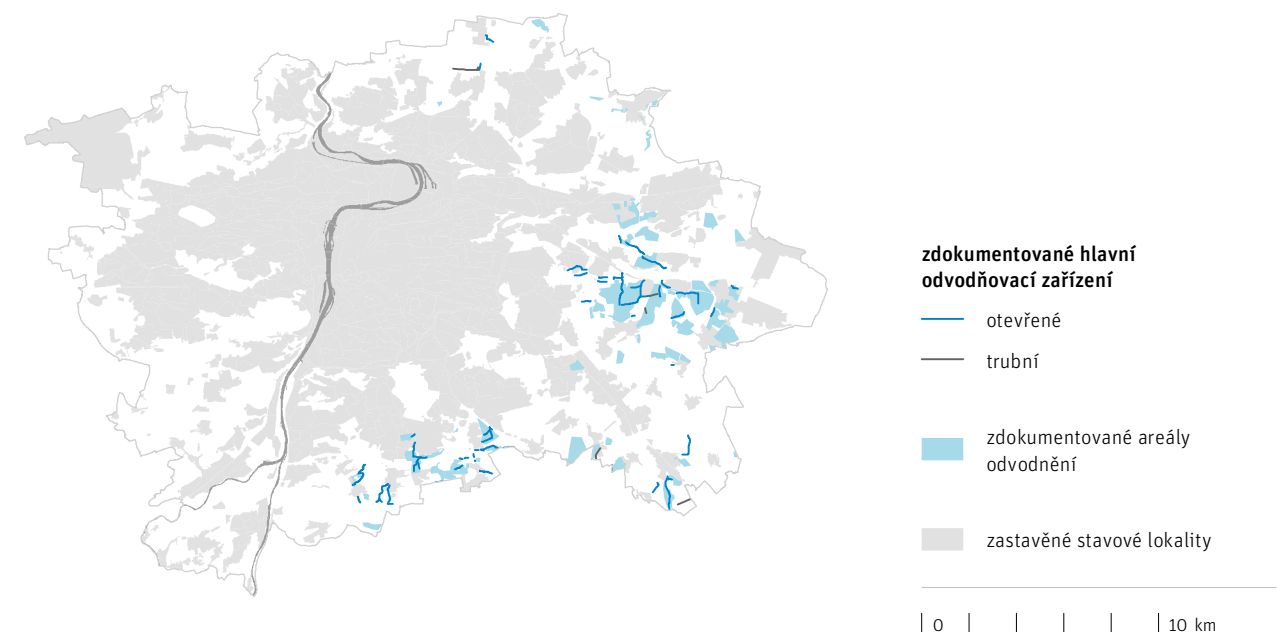 zdokumentované hlavní
odvodňovací zařízení
otevřené
trubní
zdokumentované areály
odvodnění
zastavěné stavové lokality
0 10 km